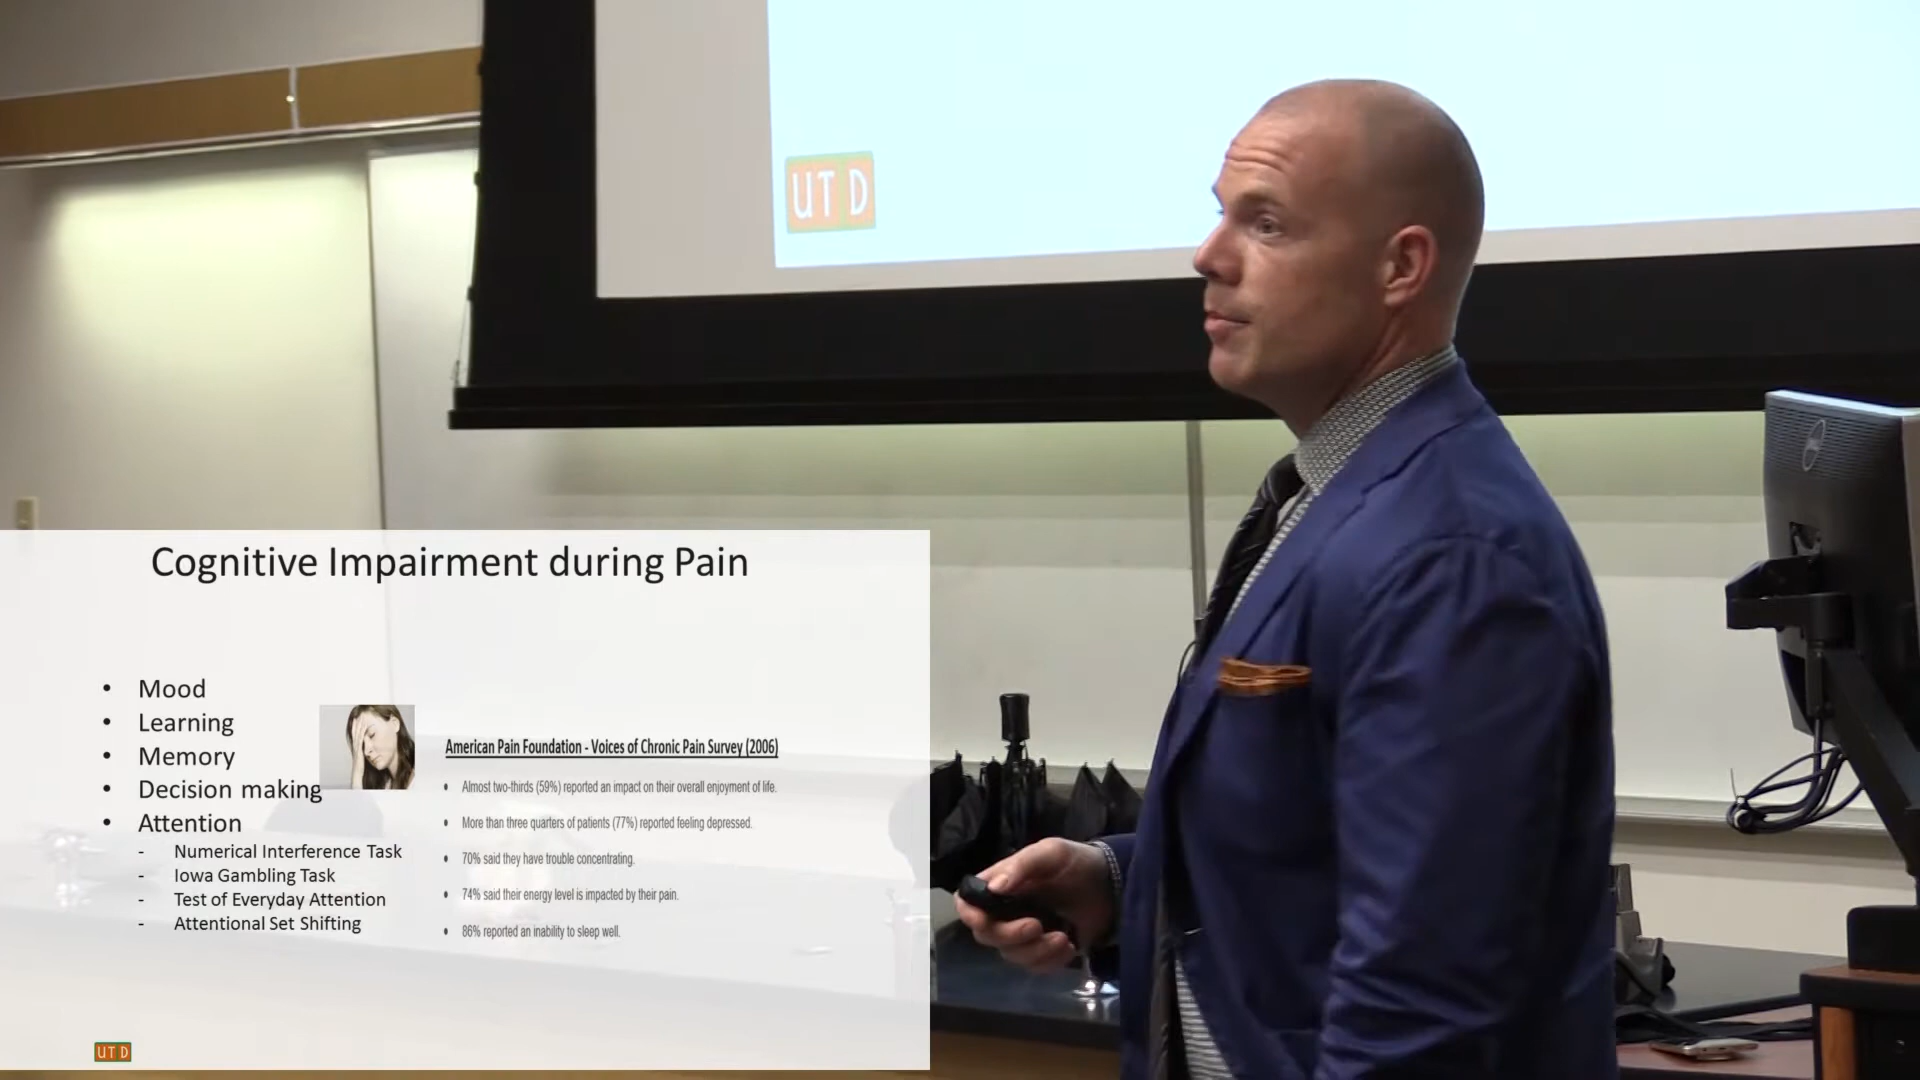 UT D
Cognitive Impairment during Pain
• Mood
• Learning
• Memory
• Decision making
• Attention
- Numerical Interference Task
- Iowa Gambling Task
- Test of Everyday Attention
- Attentional Set Shifting
American Pain Foundation - Voices of Chronic Pain Survey (2006)
• Almost two-thirds (59%) reported an impact on their overall enjoyment of life.
• More than three quarters of patients (77%) reported feeling depressed.
• 70% said they have trouble concentrating.
• 74% said their energy level is impacted by their pain.
• 86% reported an inability to sleep well.
UT D